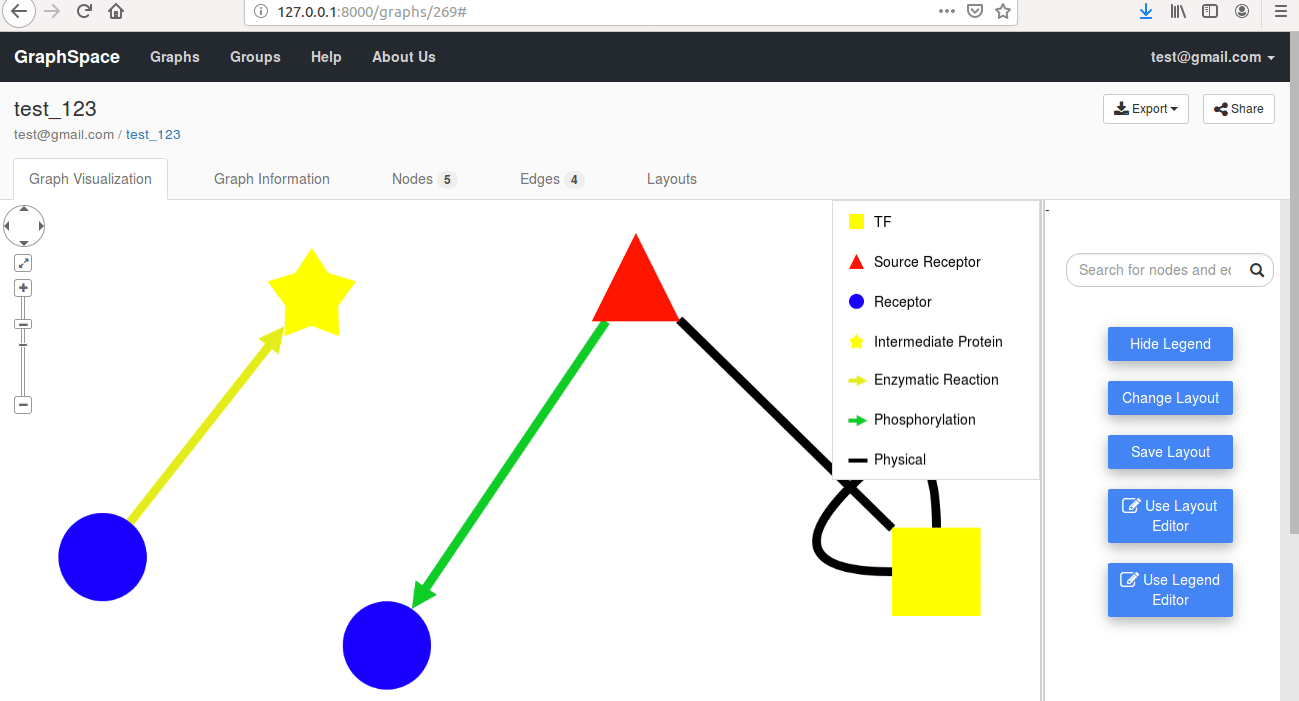 127.0.0.1:8000/graphs/269#
GraphSpace Graphs Groups Help About Us test@gmail.com
test_123
test@gmail.com / test_123
Export Share
Graph Visualization Graph Information Nodes 5 Edges 4 Layouts
TF
Source Receptor
Receptor
Intermediate Protein
Enzymatic Reaction
Phosphorylation
Physical
-
Search for nodes and ec
Hide Legend
Change Layout
Save Layout
Use Layout
Editor
Use Legend
Editor